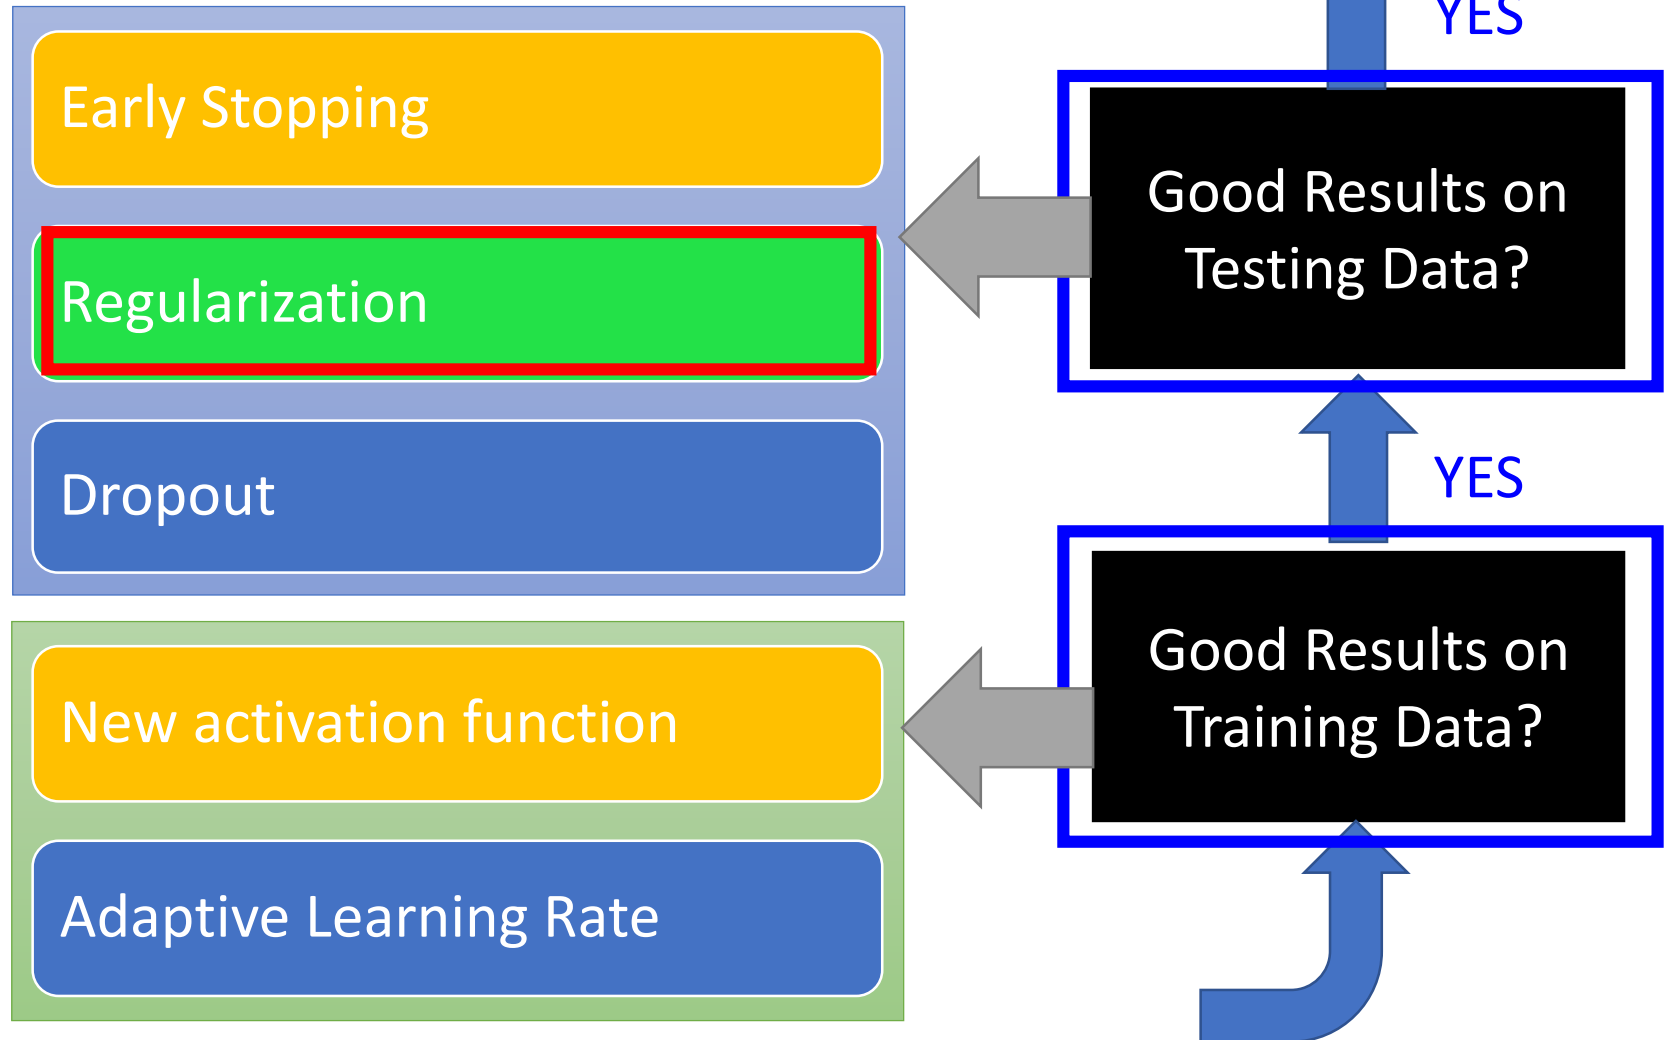 YES
Early Stopping
Good Results on
Testing Data?
Regularization
Dropout
YES
Good Results on
Training Data?
New activation function
Adaptive Learning Rate